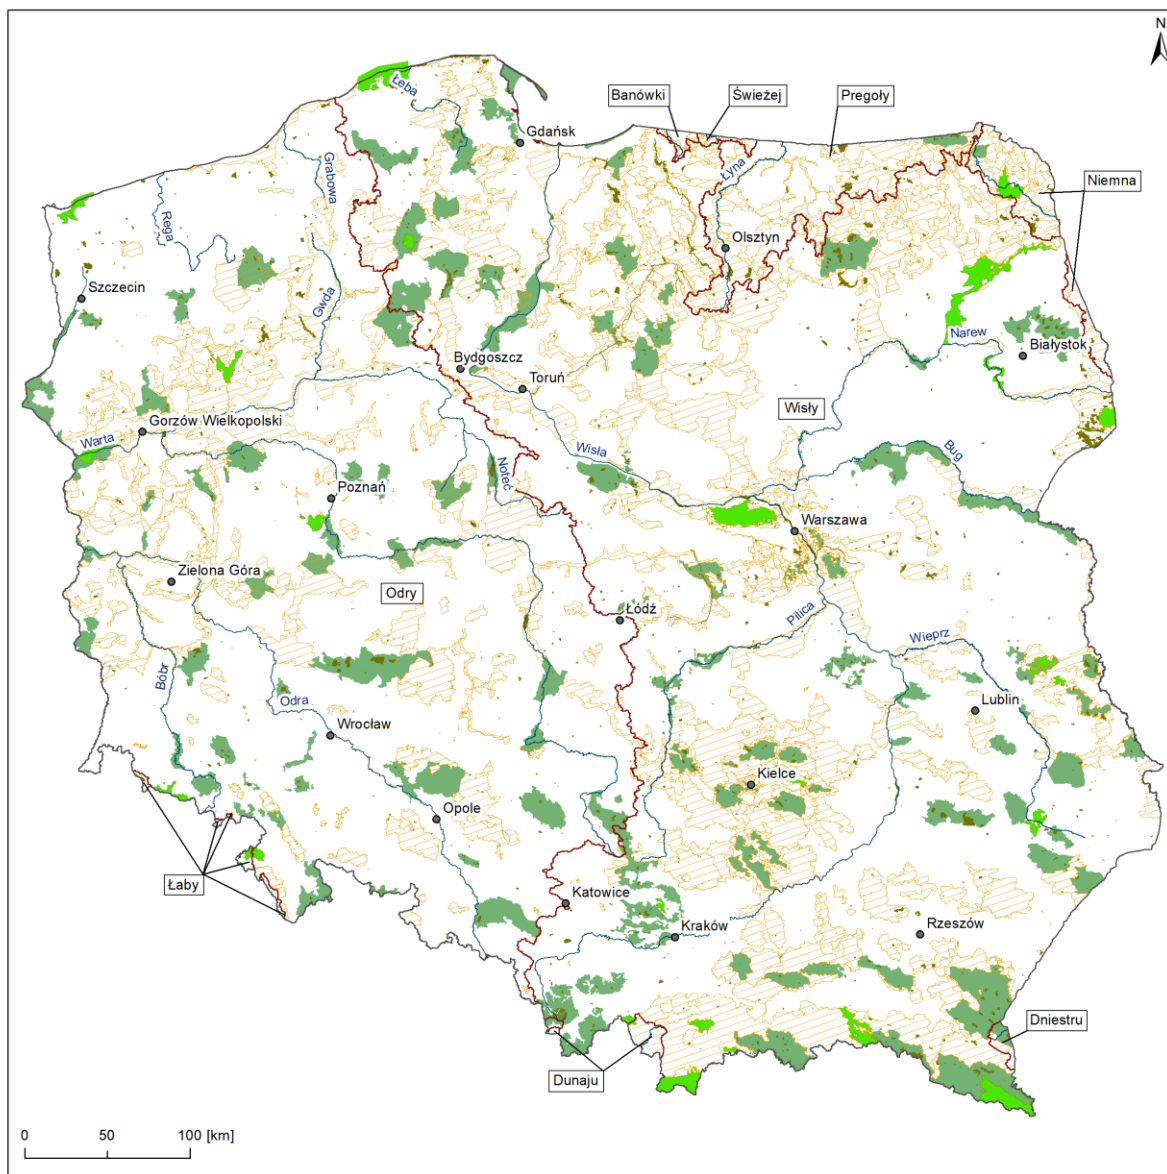 N
Łeba
Banówki
Świeżej
Pregoły
Gdańsk
Grabowa
Łyna
Niemna
Rega
Olsztyn
Szczecin
Gwda
Narew
Białystok
Bydgoszcz
Toruń
Wisły
Gorzów Wielkopolski
Warta
Wisła
Bug
Noteć
Poznań
Warszawa
Zielona Góra
Odry
Łódź
Pilica
Wieprz
Bóbr
Odra
Lublin
Wrocław
Kielce
Opole
Łaby
Katowice
Kraków
Rzeszów
Dniestru
Dunaju
0 50 100 [km]